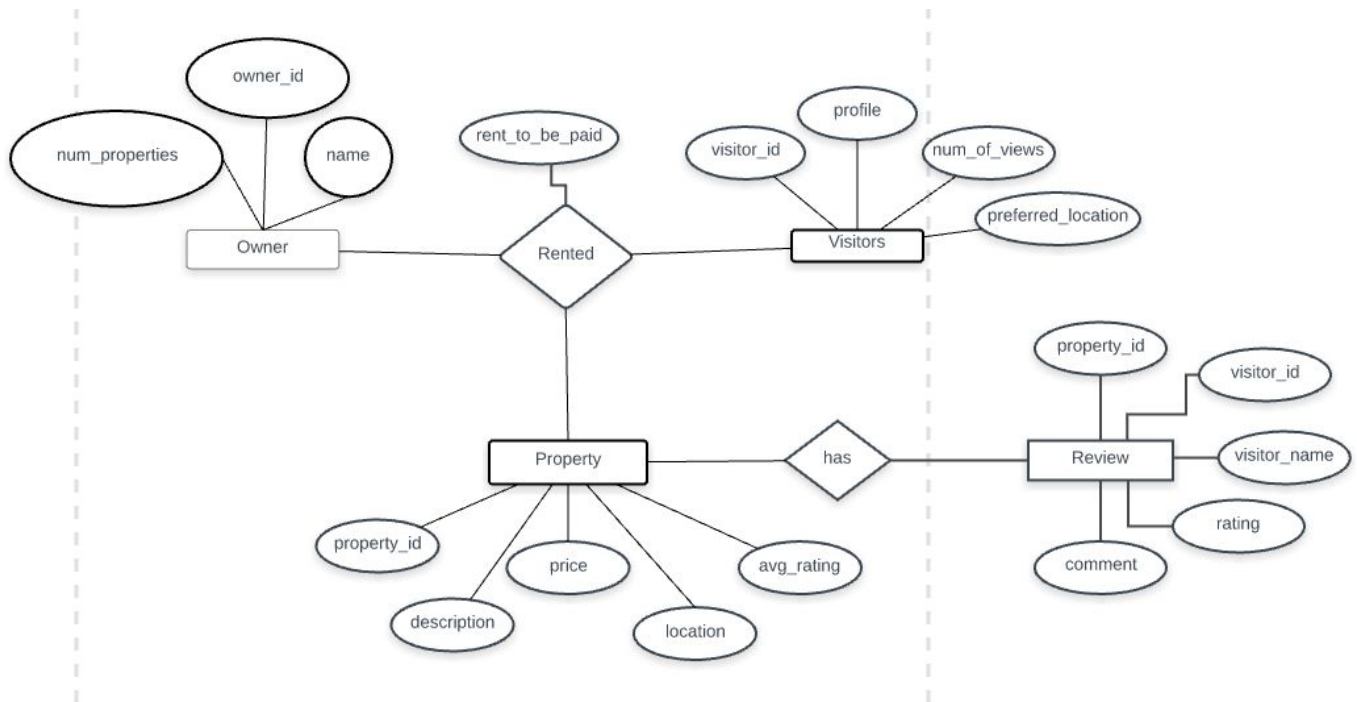 owner_id
num_properties
name
rent_to_be_paid
profile
visitor_id
num_of_views
preferred_location
Owner
Rented
Visitors
property_id
visitor_id
Property
has
Review
visitor_name
property_id
price
avg_rating
rating
comment
description
location